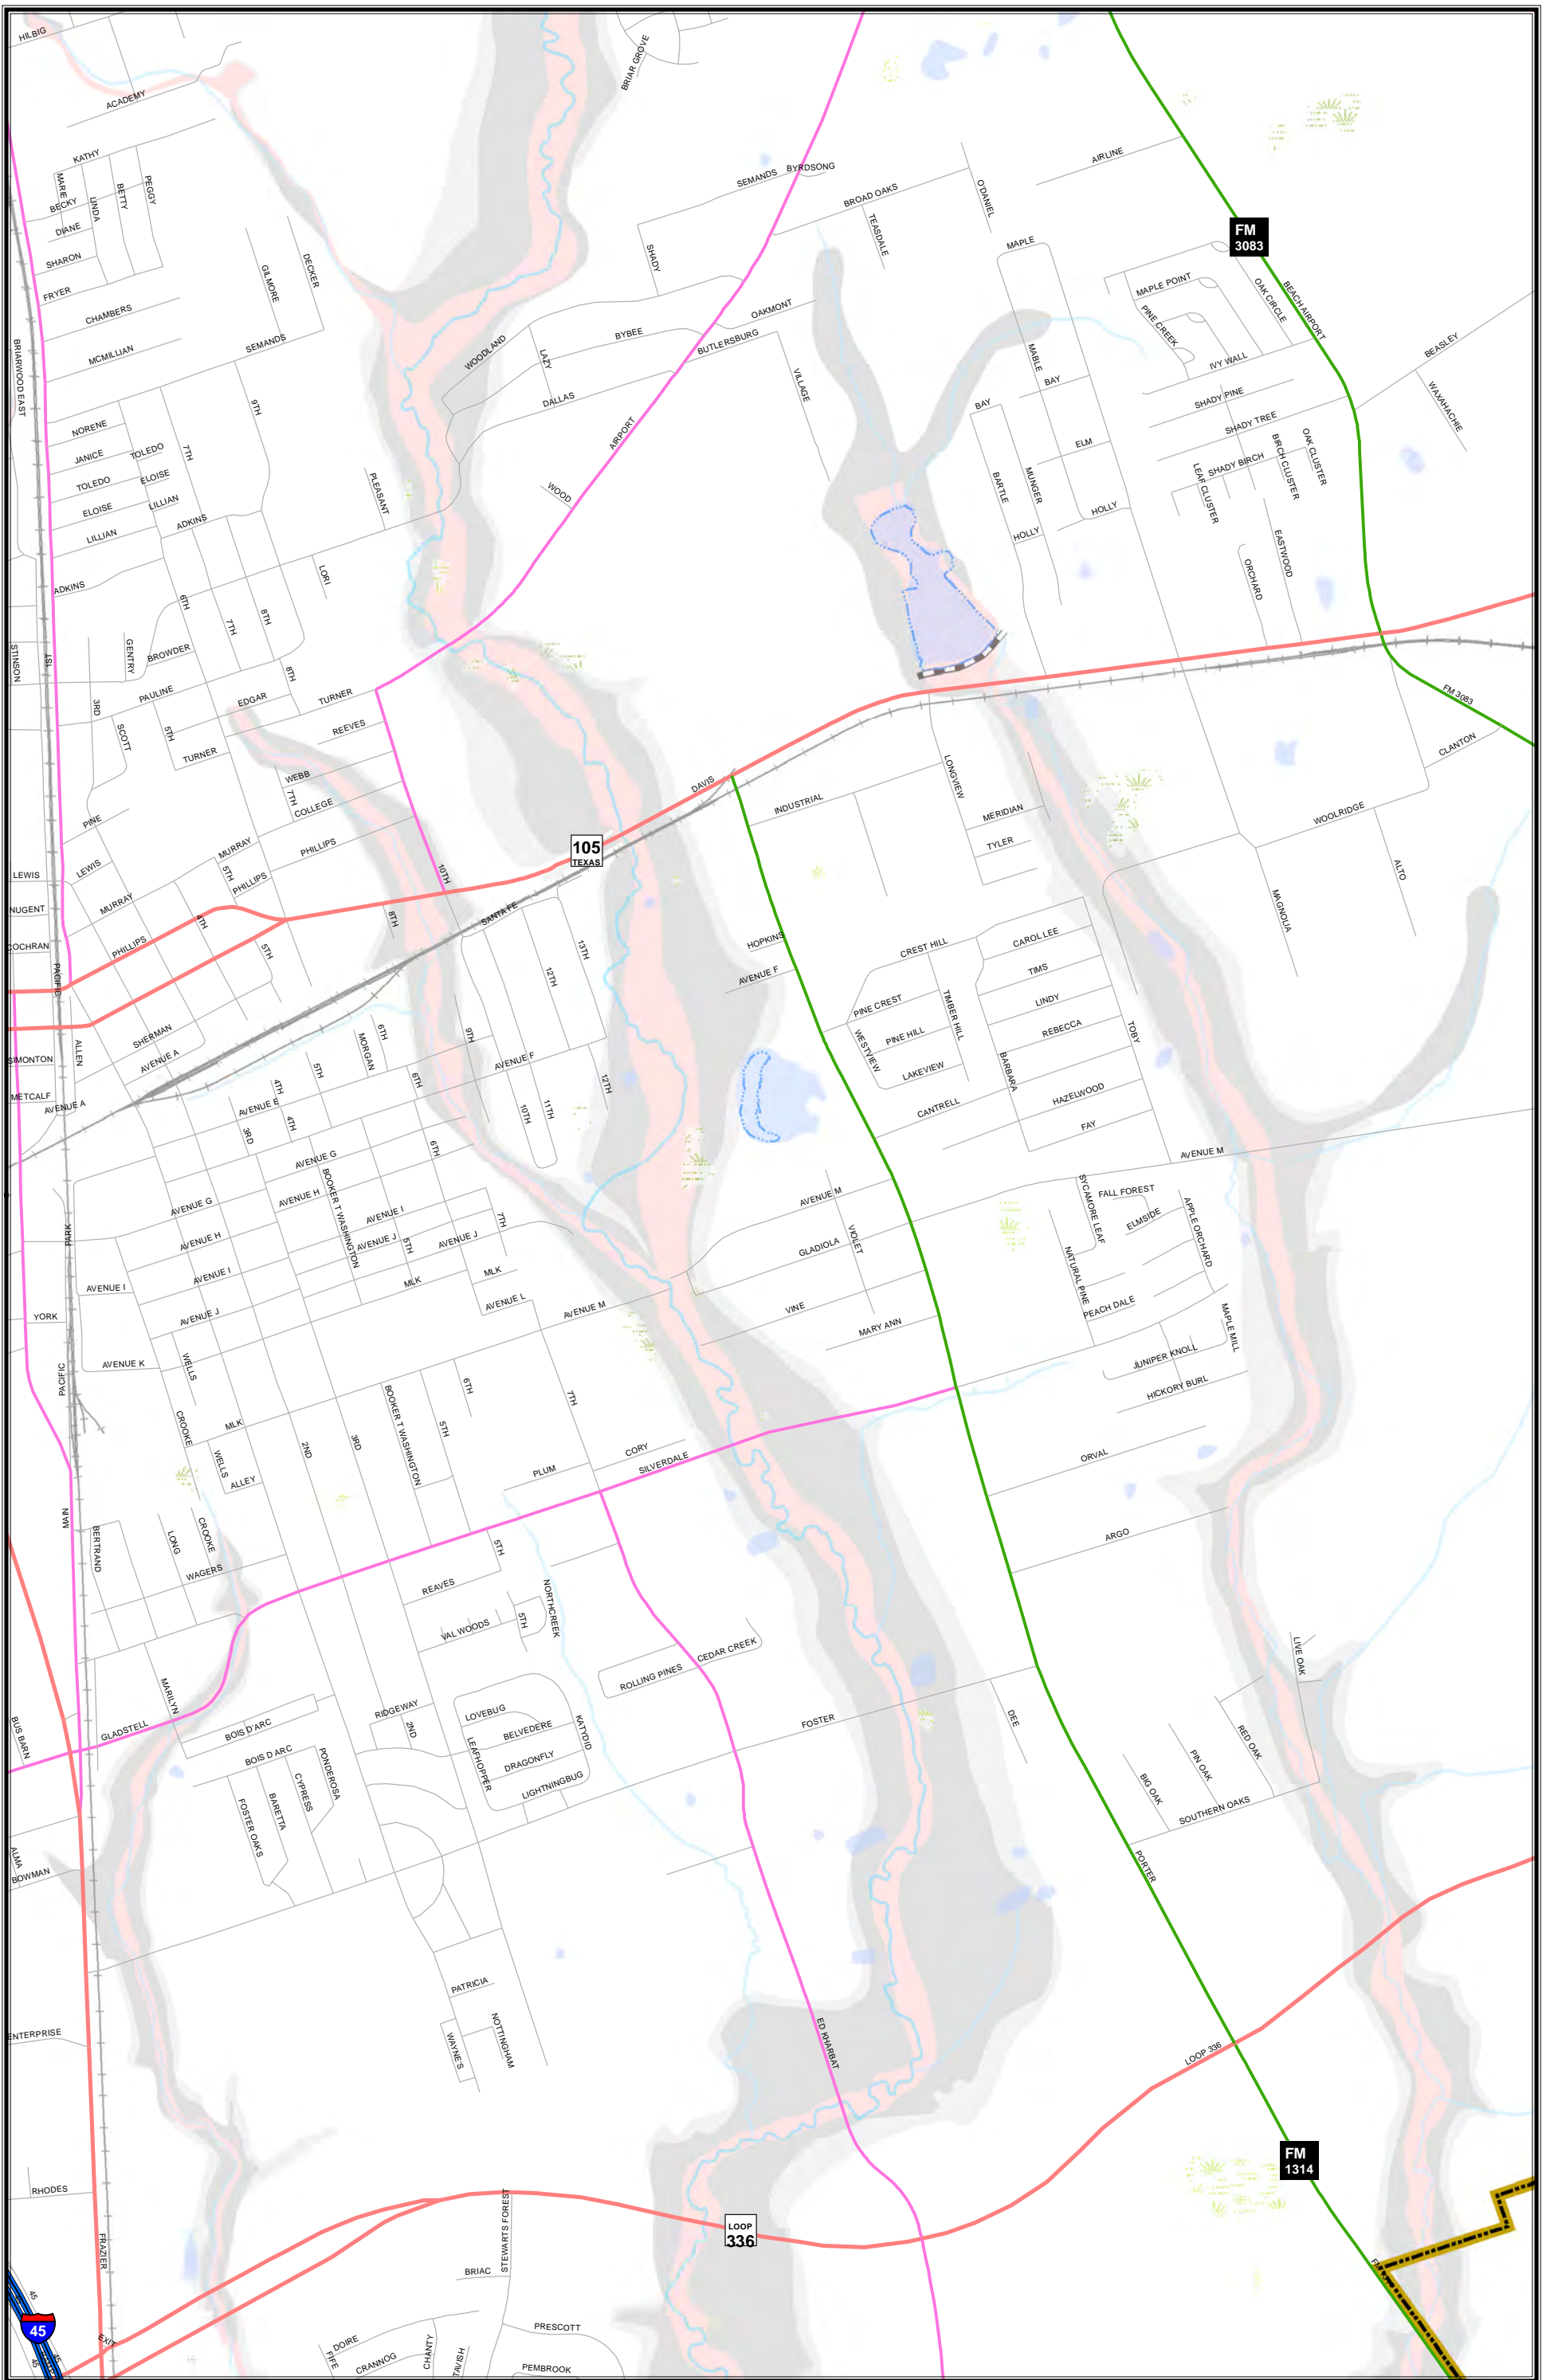 HILBIG
BRIAR GROVE
ACADEMY
KATHY
MARIE
BECKY
LINDA
BETTY
PEGGY
DIANE
SHARON
FRYER
CHAMBERS
GILMORE
DECKER
MCMILLIAN
SEMANDS
BRIARWOOD EAST
SEMANDS
BYRDSONG
BROAD OAKS
TEASDALE
O'DANIEL
AIRLINE
SHADY
MAPLE
FM
3083
MAPLE POINT
OAK CIRCLE
BEACH AIRPORT
PINE CREEK
IVY WALL
BEASLEY
WAXAHACHIE
WOODLAND
LAZY
BYBEE
OAKMONT
BUTLERSBURG
DALLAS
VILLAGE
MABLE
BAY
BAY
SHADY PINE
SHADY TREE
ELM
SHADY BIRCH
LEAF CLUSTER
BIRCH CLUSTER
OAK CLUSTER
NORENE
JANICE
TOLEDO
TOLEDO
ELOISE
ELOISE
LILLIAN
LILLIAN
7TH
9TH
ADKINS
ADKINS
PLEASANT
AIRPORT
WOOD
BARTLE
MUNGER
HOLLY
HOLLY
EASTWOOD
ORCHARD
LORI
6TH
7TH
8TH
GENTRY
BROWDER
STINSON
1ST
3RD
PAULINE
8TH
EDGAR
TURNER
SCOTT
5TH
TURNER
REEVES
WEBB
7TH
COLLEGE
FM 3083
CLANTON
PINE
MURRAY
PHILLIPS
LEWIS
LEWIS
5TH
PHILLIPS
10TH
105
TEXAS
DAVIS
INDUSTRIAL
LONGVIEW
MERIDIAN
TYLER
WOOLRIDGE
ALTO
MAGNOLIA
NUGENT
MURRAY
4TH
8TH
SANTA FE
COCHRAN
PHILLIPS
5TH
12TH
13TH
HOPKINS
AVENUE F
CREST HILL
CAROL LEE
TIMS
LINDY
REBECCA
TOBY
PACIFIC
PINE CREST
TIMBER HILL
PINE HILL
WESTVIEW
LAKEVIEW
BARBARA
CANTRELL
HAZELWOOD
FAY
SHERMAN
SIMONTON
ALLEN
AVENUE A
METCALF
AVENUE A
MORGAN
6TH
9TH
5TH
AVENUE F
6TH
12TH
4TH
AVENUE E
4TH
3RD
10TH
11TH
6TH
AVENUE G
BOOKER T WASHINGTON
AVENUE G
AVENUE H
AVENUE H
AVENUE I
7TH
AVENUE J
5TH
AVENUE J
AVENUE M
AVENUE M
VIOLET
GLADIOLA
SYCAMORE LEAF
FALL FOREST
ELMSIDE
APPLE ORCHARD
NATURAL PINE
PEACH DALE
MAPLE MILL
JUNIPER KNOLL
HICKORY BURL
PARK
AVENUE I
AVENUE I
MLK
MLK
AVENUE L
AVENUE M
VINE
MARY ANN
YORK
AVENUE J
PACIFIC
AVENUE K
WELLS
CROOKE
MLK
2ND
3RD
BOOKER T WASHINGTON
6TH
5TH
7TH
WELLS
ALLEY
PLUM
CORY
SILVERDALE
ORVAL
ARGO
MAIN
BERTRAND
LONG
CROOKE
WAGERS
5TH
REAVES
VAL WOODS
5TH
NORTHCREEK
ROLLING PINES
CEDAR CREEK
LIVE OAK
MARILYN
BUS BARN
GLADSTELL
BOIS D'ARC
BOIS D ARC
RIDGEWAY
2ND
LOVEBUG
BELVEDERE
KATYDID
LEAFHOPPER
DRAGONFLY
LIGHTNINGBUG
FOSTER
DEE
RED OAK
PIN OAK
BIG OAK
SOUTHERN OAKS
PORTER
FOSTER OAKS
BARETTA
CYPRESS
PONDEROSA
ALMA
BOWMAN
PATRICIA
WAYNE'S
NOTTINGHAM
ENTERPRISE
ED KHARBAT
LOOP 336
FM
1314
RHODES
FRAZIER
STEWARTS FOREST
LOOP
336
BRIAC
45
45
45
45
EXIT
DOIRE
FIFE
CRANNOG
CHANTY
TAVISH
PRESCOTT
PEMBROOK